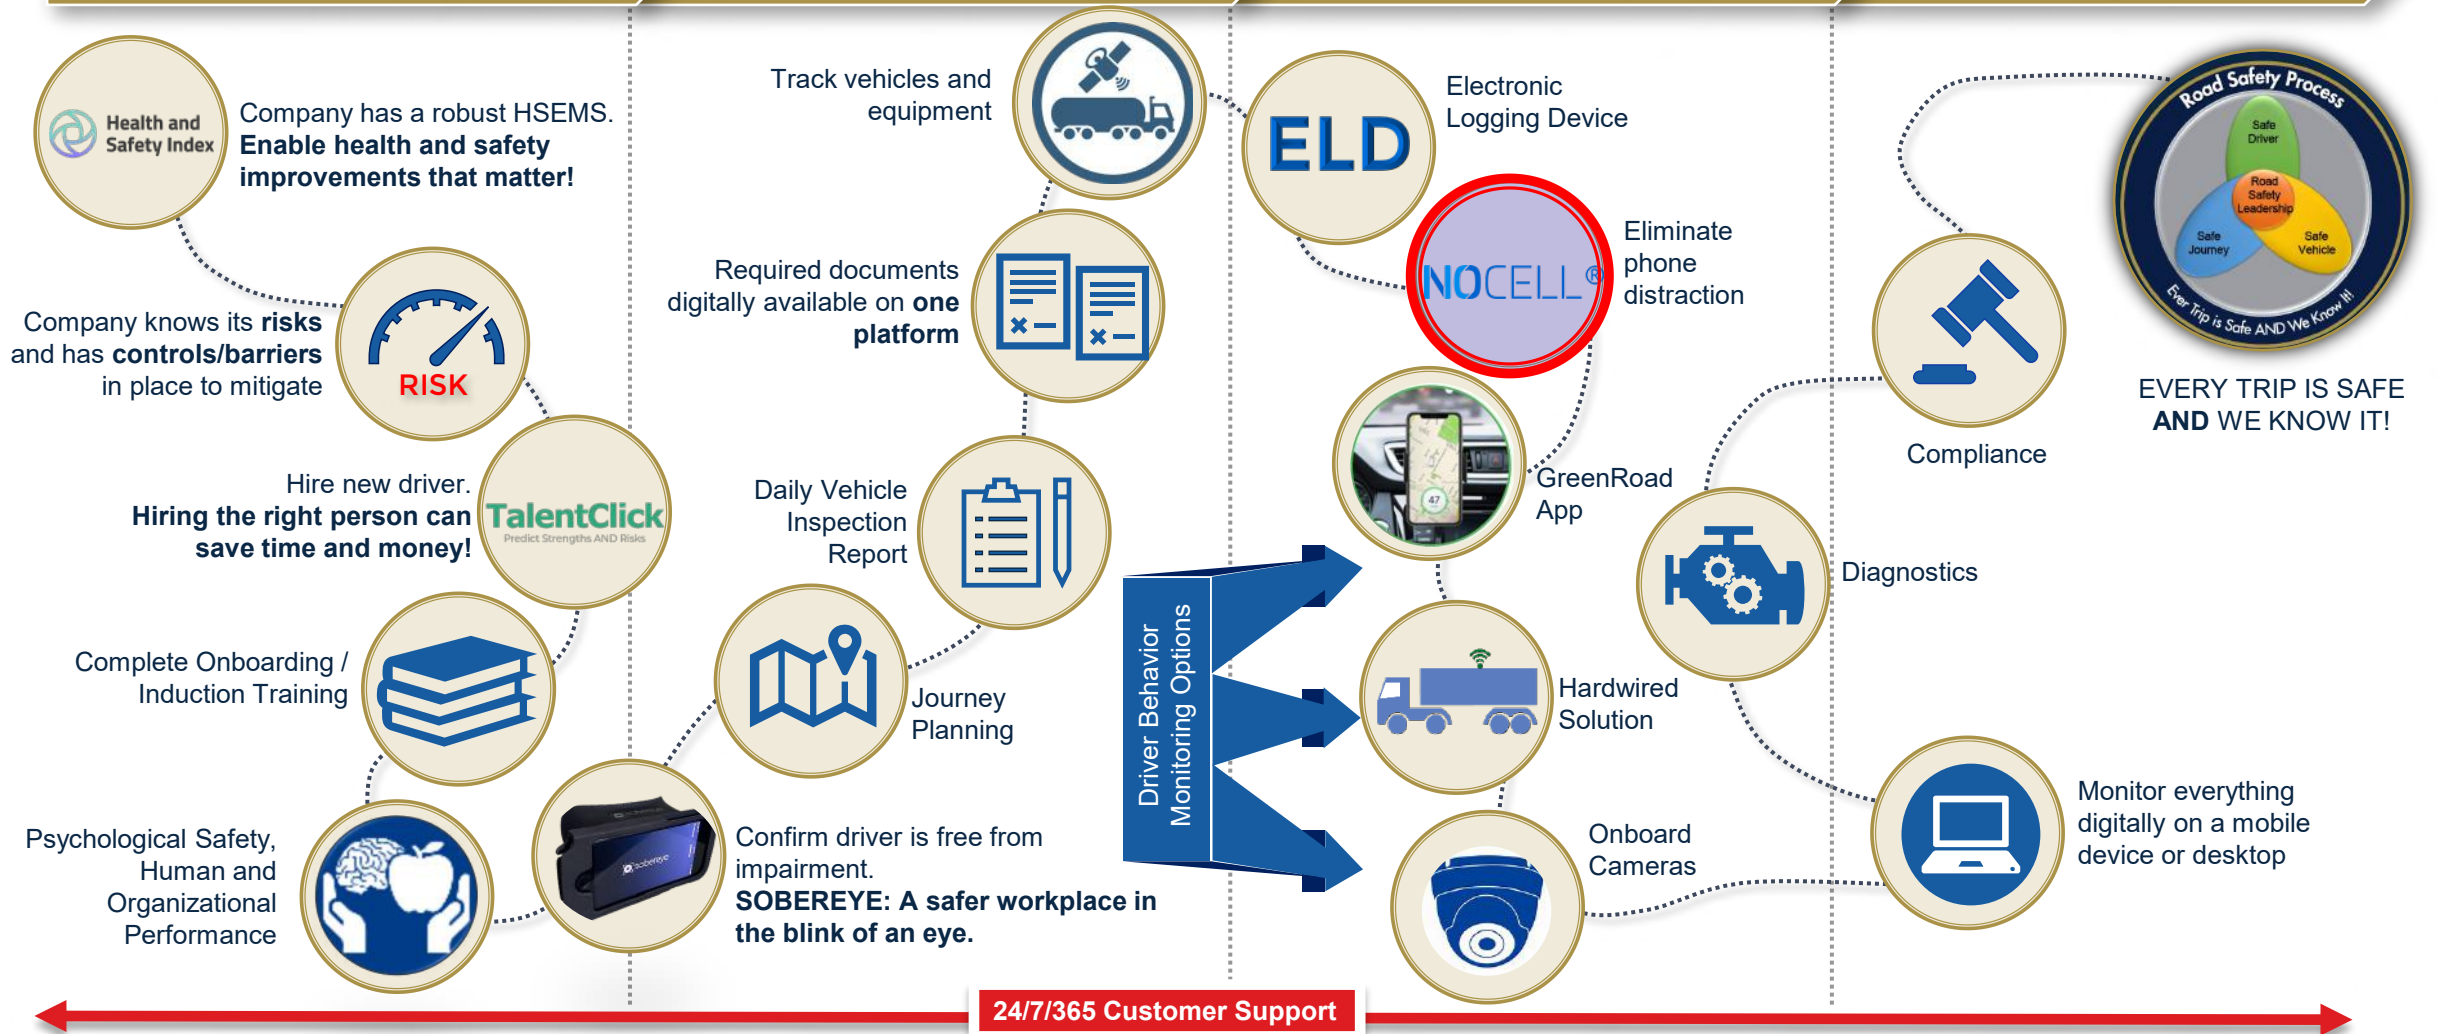 Health and
Safety Index
Company has a robust HSEMS.
Enable health and safety
improvements that matter!
Company knows its risks
and has controls/barriers
in place to mitigate
RISK
Hire new driver.
Hiring the right person can
save time and money!
TalentClick
Predict Strengths AND Risks
Complete Onboarding /
Induction Training
Psychological Safety,
Human and
Organizational
Performance
sobereye
Confirm driver is free from
impairment.
SOBEREYE: A safer workplace in
the blink of an eye.
Journey
Planning
Daily Vehicle
Inspection
Report
Required documents
digitally available on one
platform
Track vehicles and
equipment
ELD
Electronic
Logging Device
NOCELL®
Eliminate
phone
distraction
47
GreenRoad
App
Driver Behavior
Monitoring Options
Hardwired
Solution
Onboard
Cameras
Monitor everything
digitally on a mobile
device or desktop
Diagnostics
Compliance
Road Safety Process
Safe
Driver
Road
Safety
Leadership
Safe
Journey
Safe
Vehicle
Ever Trip is Safe AND We Know It!
EVERY TRIP IS SAFE
AND WE KNOW IT!
24/7/365 Customer Support